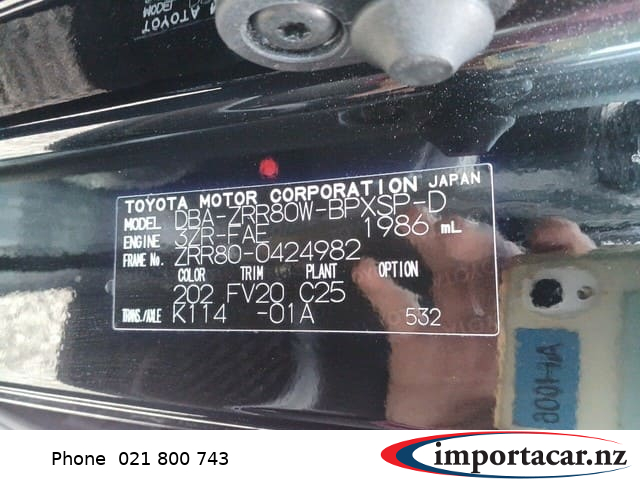 TOYOTA MOTOR CORPORATION JAPAN
MODEL DBA-ZRR80W-BPXSP-D
ENGINE 3ZR-FAE 1986 mL
FRAME No. ZRR80-0424982
COLOR TRIM PLANT OPTION
202 FV20 C25
TRANS./AXLE K114 -01A 532
Phone 021 800 743
importacar.nz